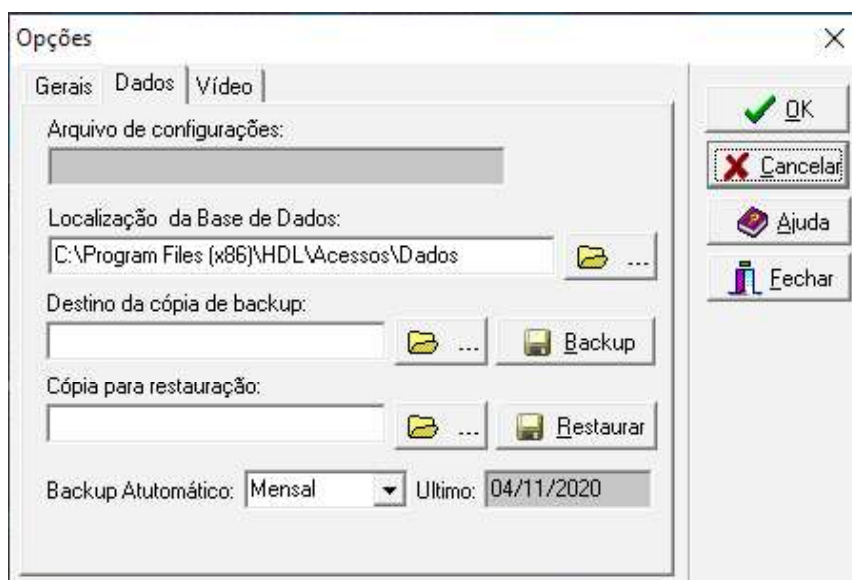 Opções
Gerais Dados Vídeo
Arquivo de configurações:
Localização da Base de Dados:
C:\Program Files (x86)\HDL\Acessos\Dados ...
Destino da cópia de backup:
... Backup
Cópia para restauração:
... Restaurar
Backup Atutomático: Mensal Ultimo: 04/11/2020
OK
Cancelar
Ajuda
Fechar